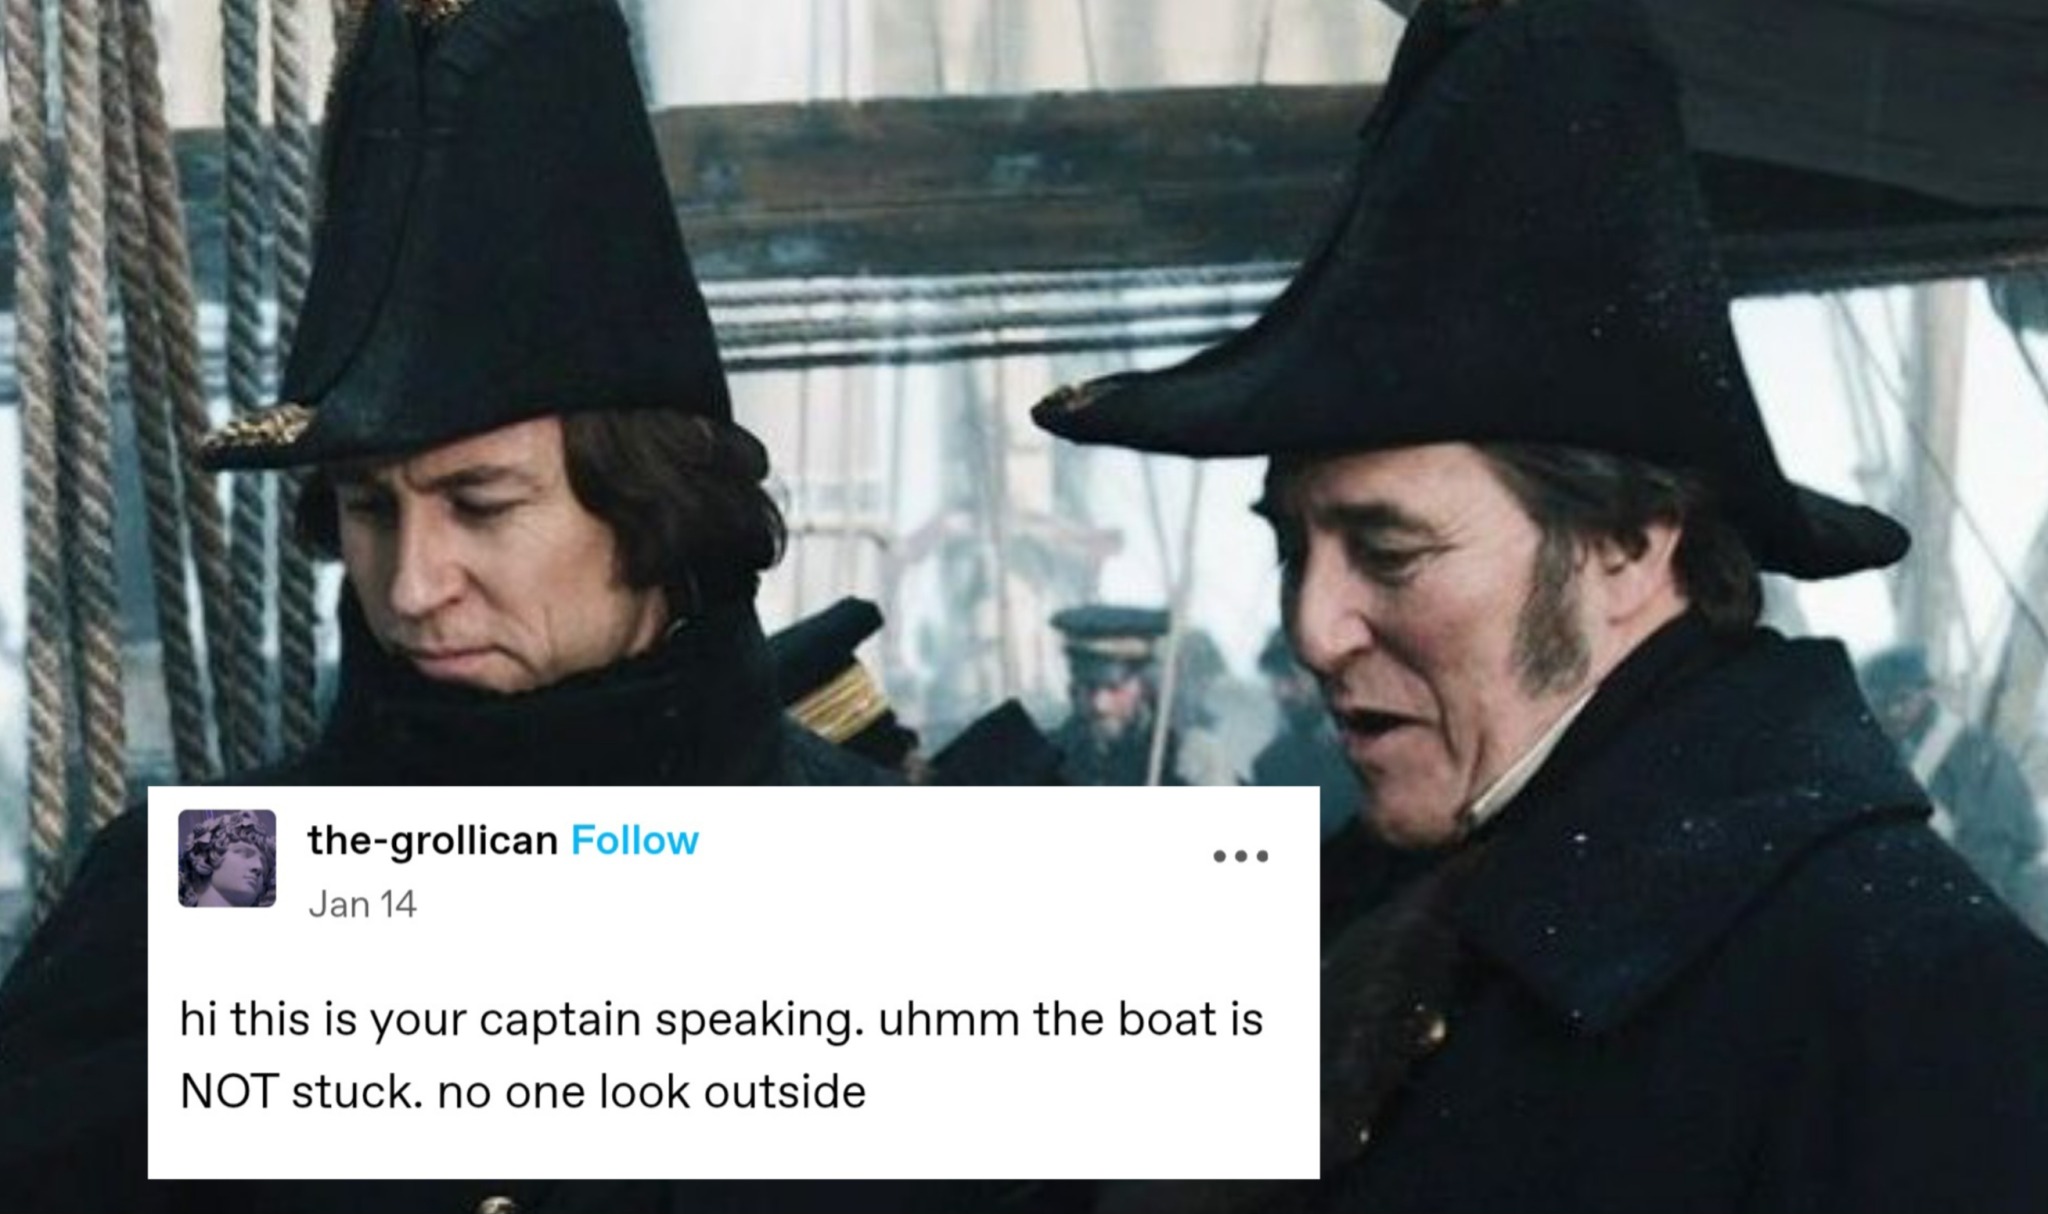 the-grollican Follow
Jan 14
hi this is your captain speaking. uhmm the boat is
NOT stuck. no one look outside